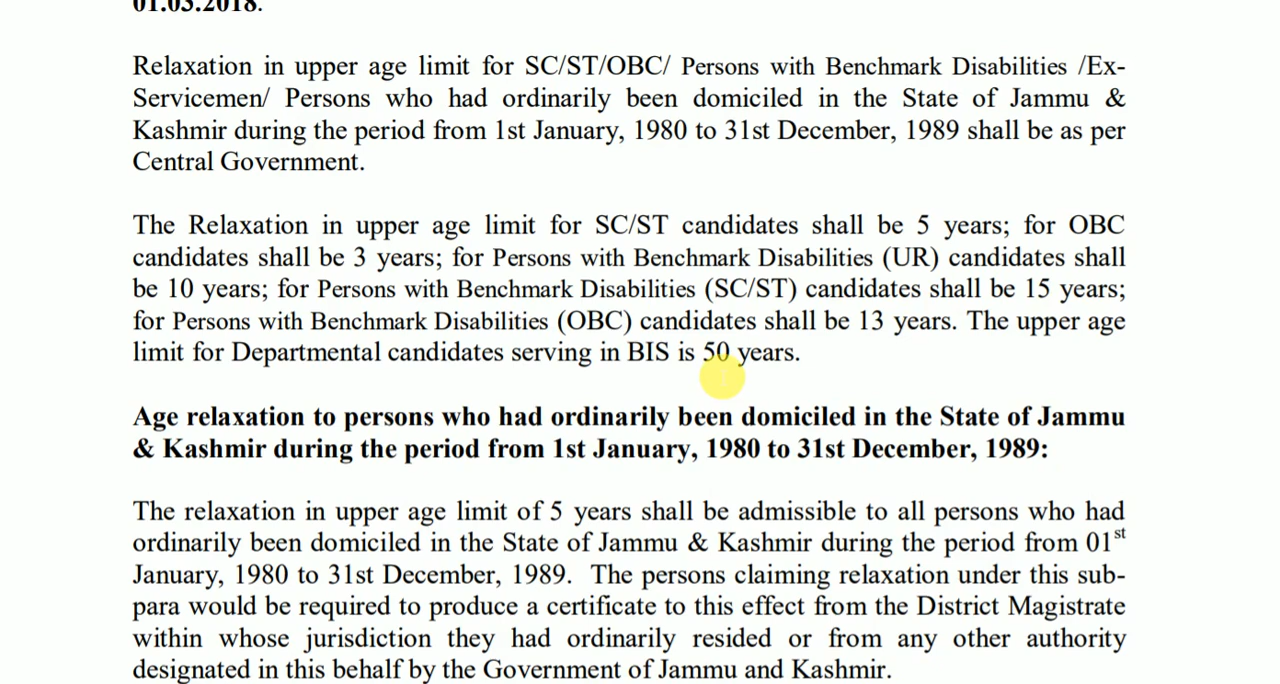 01.03.2018.
Relaxation in upper age limit for SC/ST/OBC/ Persons with Benchmark Disabilities /Ex-
Servicemen/ Persons who had ordinarily been domiciled in the State of Jammu &
Kashmir during the period from 1st January, 1980 to 31st December, 1989 shall be as per
Central Government.
The Relaxation in upper age limit for SC/ST candidates shall be 5 years; for OBC
candidates shall be 3 years; for Persons with Benchmark Disabilities (UR) candidates shall
be 10 years; for Persons with Benchmark Disabilities (SC/ST) candidates shall be 15 years;
for Persons with Benchmark Disabilities (OBC) candidates shall be 13 years. The upper age
limit for Departmental candidates serving in BIS is 50 years.
Age relaxation to persons who had ordinarily been domiciled in the State of Jammu
& Kashmir during the period from 1st January, 1980 to 31st December, 1989:
The relaxation in upper age limit of 5 years shall be admissible to all persons who had
ordinarily been domiciled in the State of Jammu & Kashmir during the period from 01st
January, 1980 to 31st December, 1989. The persons claiming relaxation under this sub-
para would be required to produce a certificate to this effect from the District Magistrate
within whose jurisdiction they had ordinarily resided or from any other authority
designated in this behalf by the Government of Jammu and Kashmir.